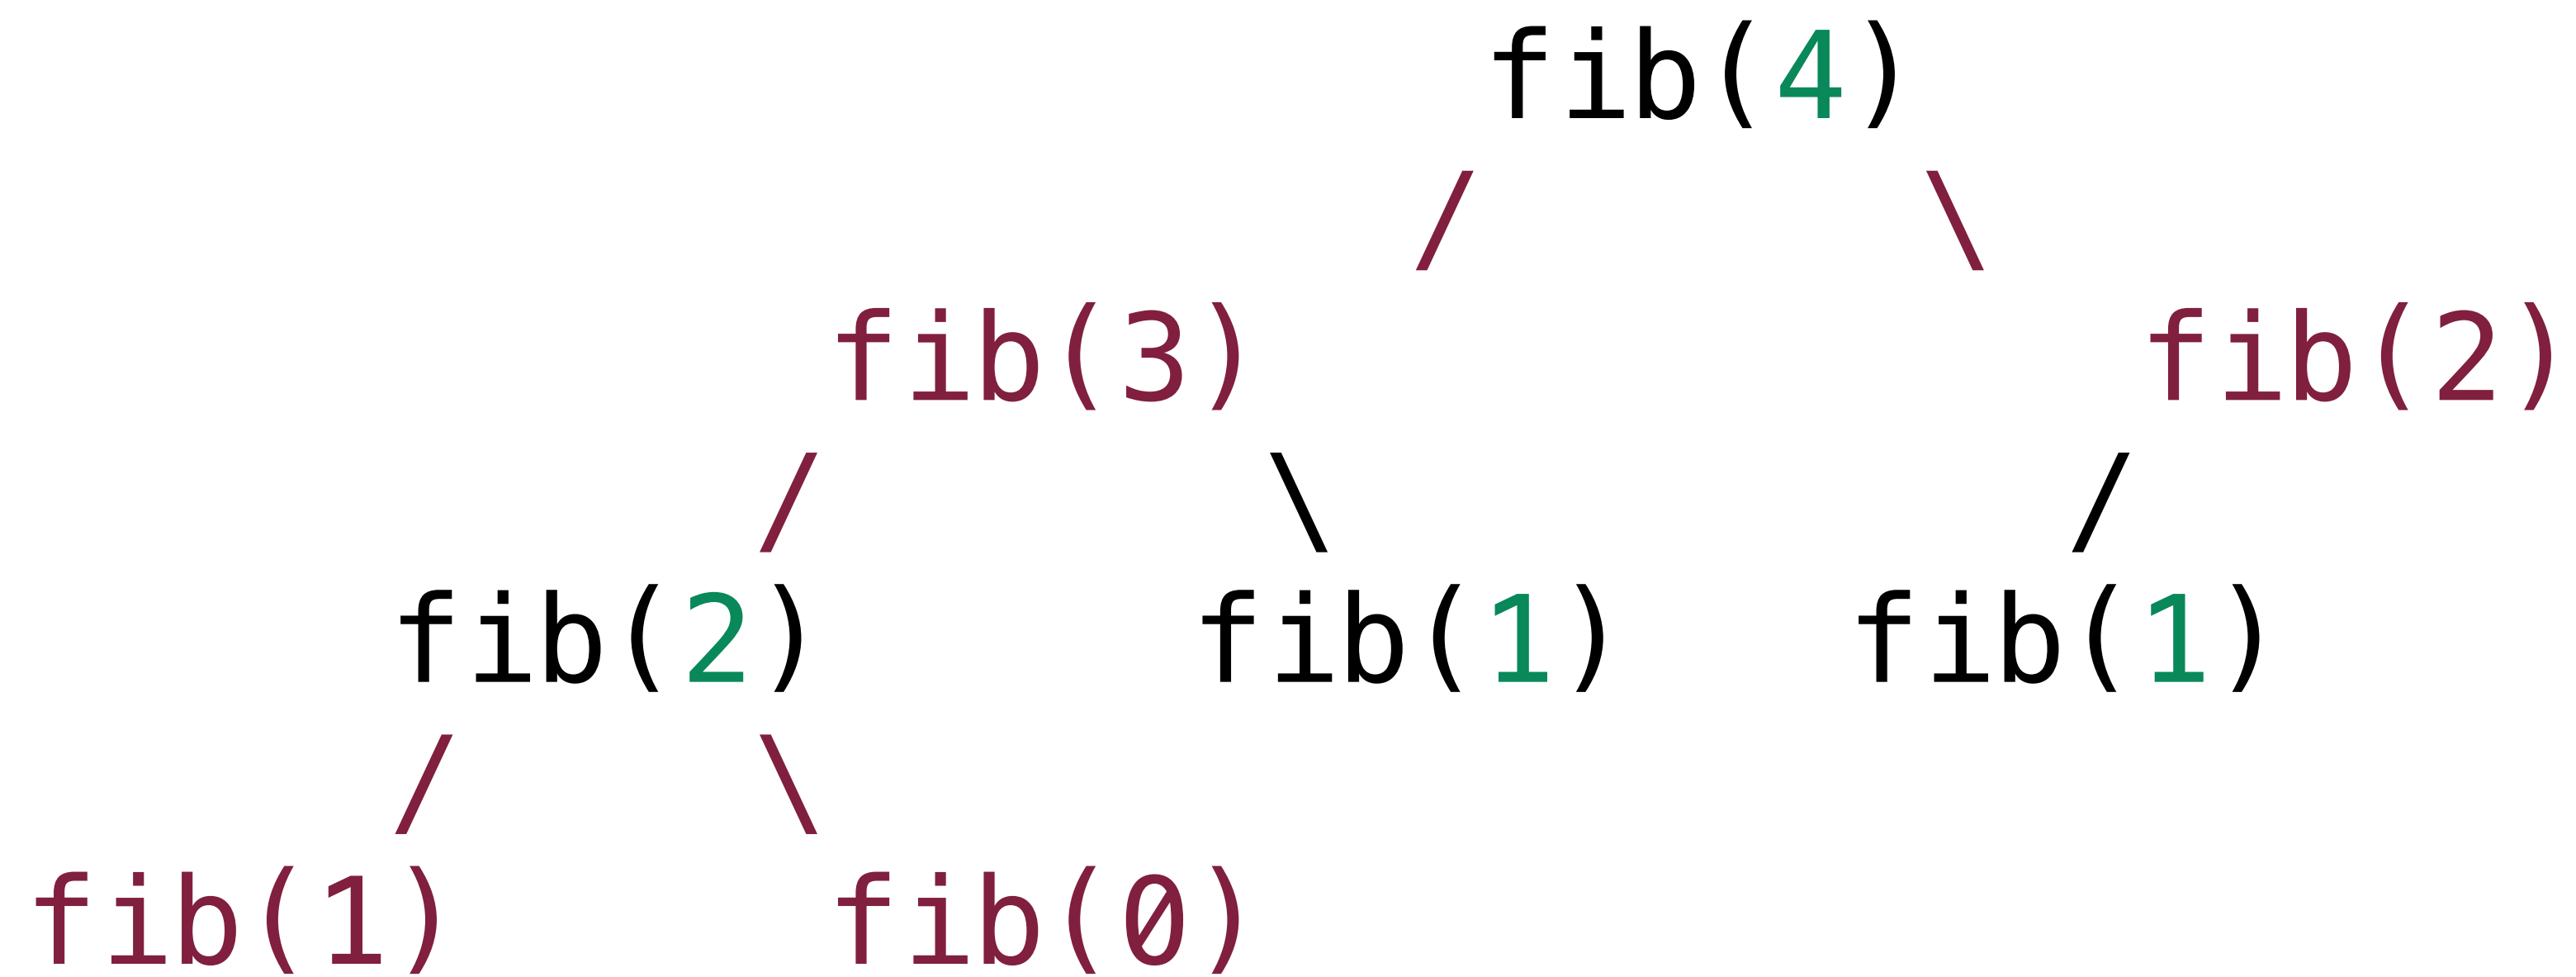 fib(4)
/ \
fib(3) fib(2)
/ \ /
fib(2) fib(1) fib(1)
/ \
fib(1) fib(0)